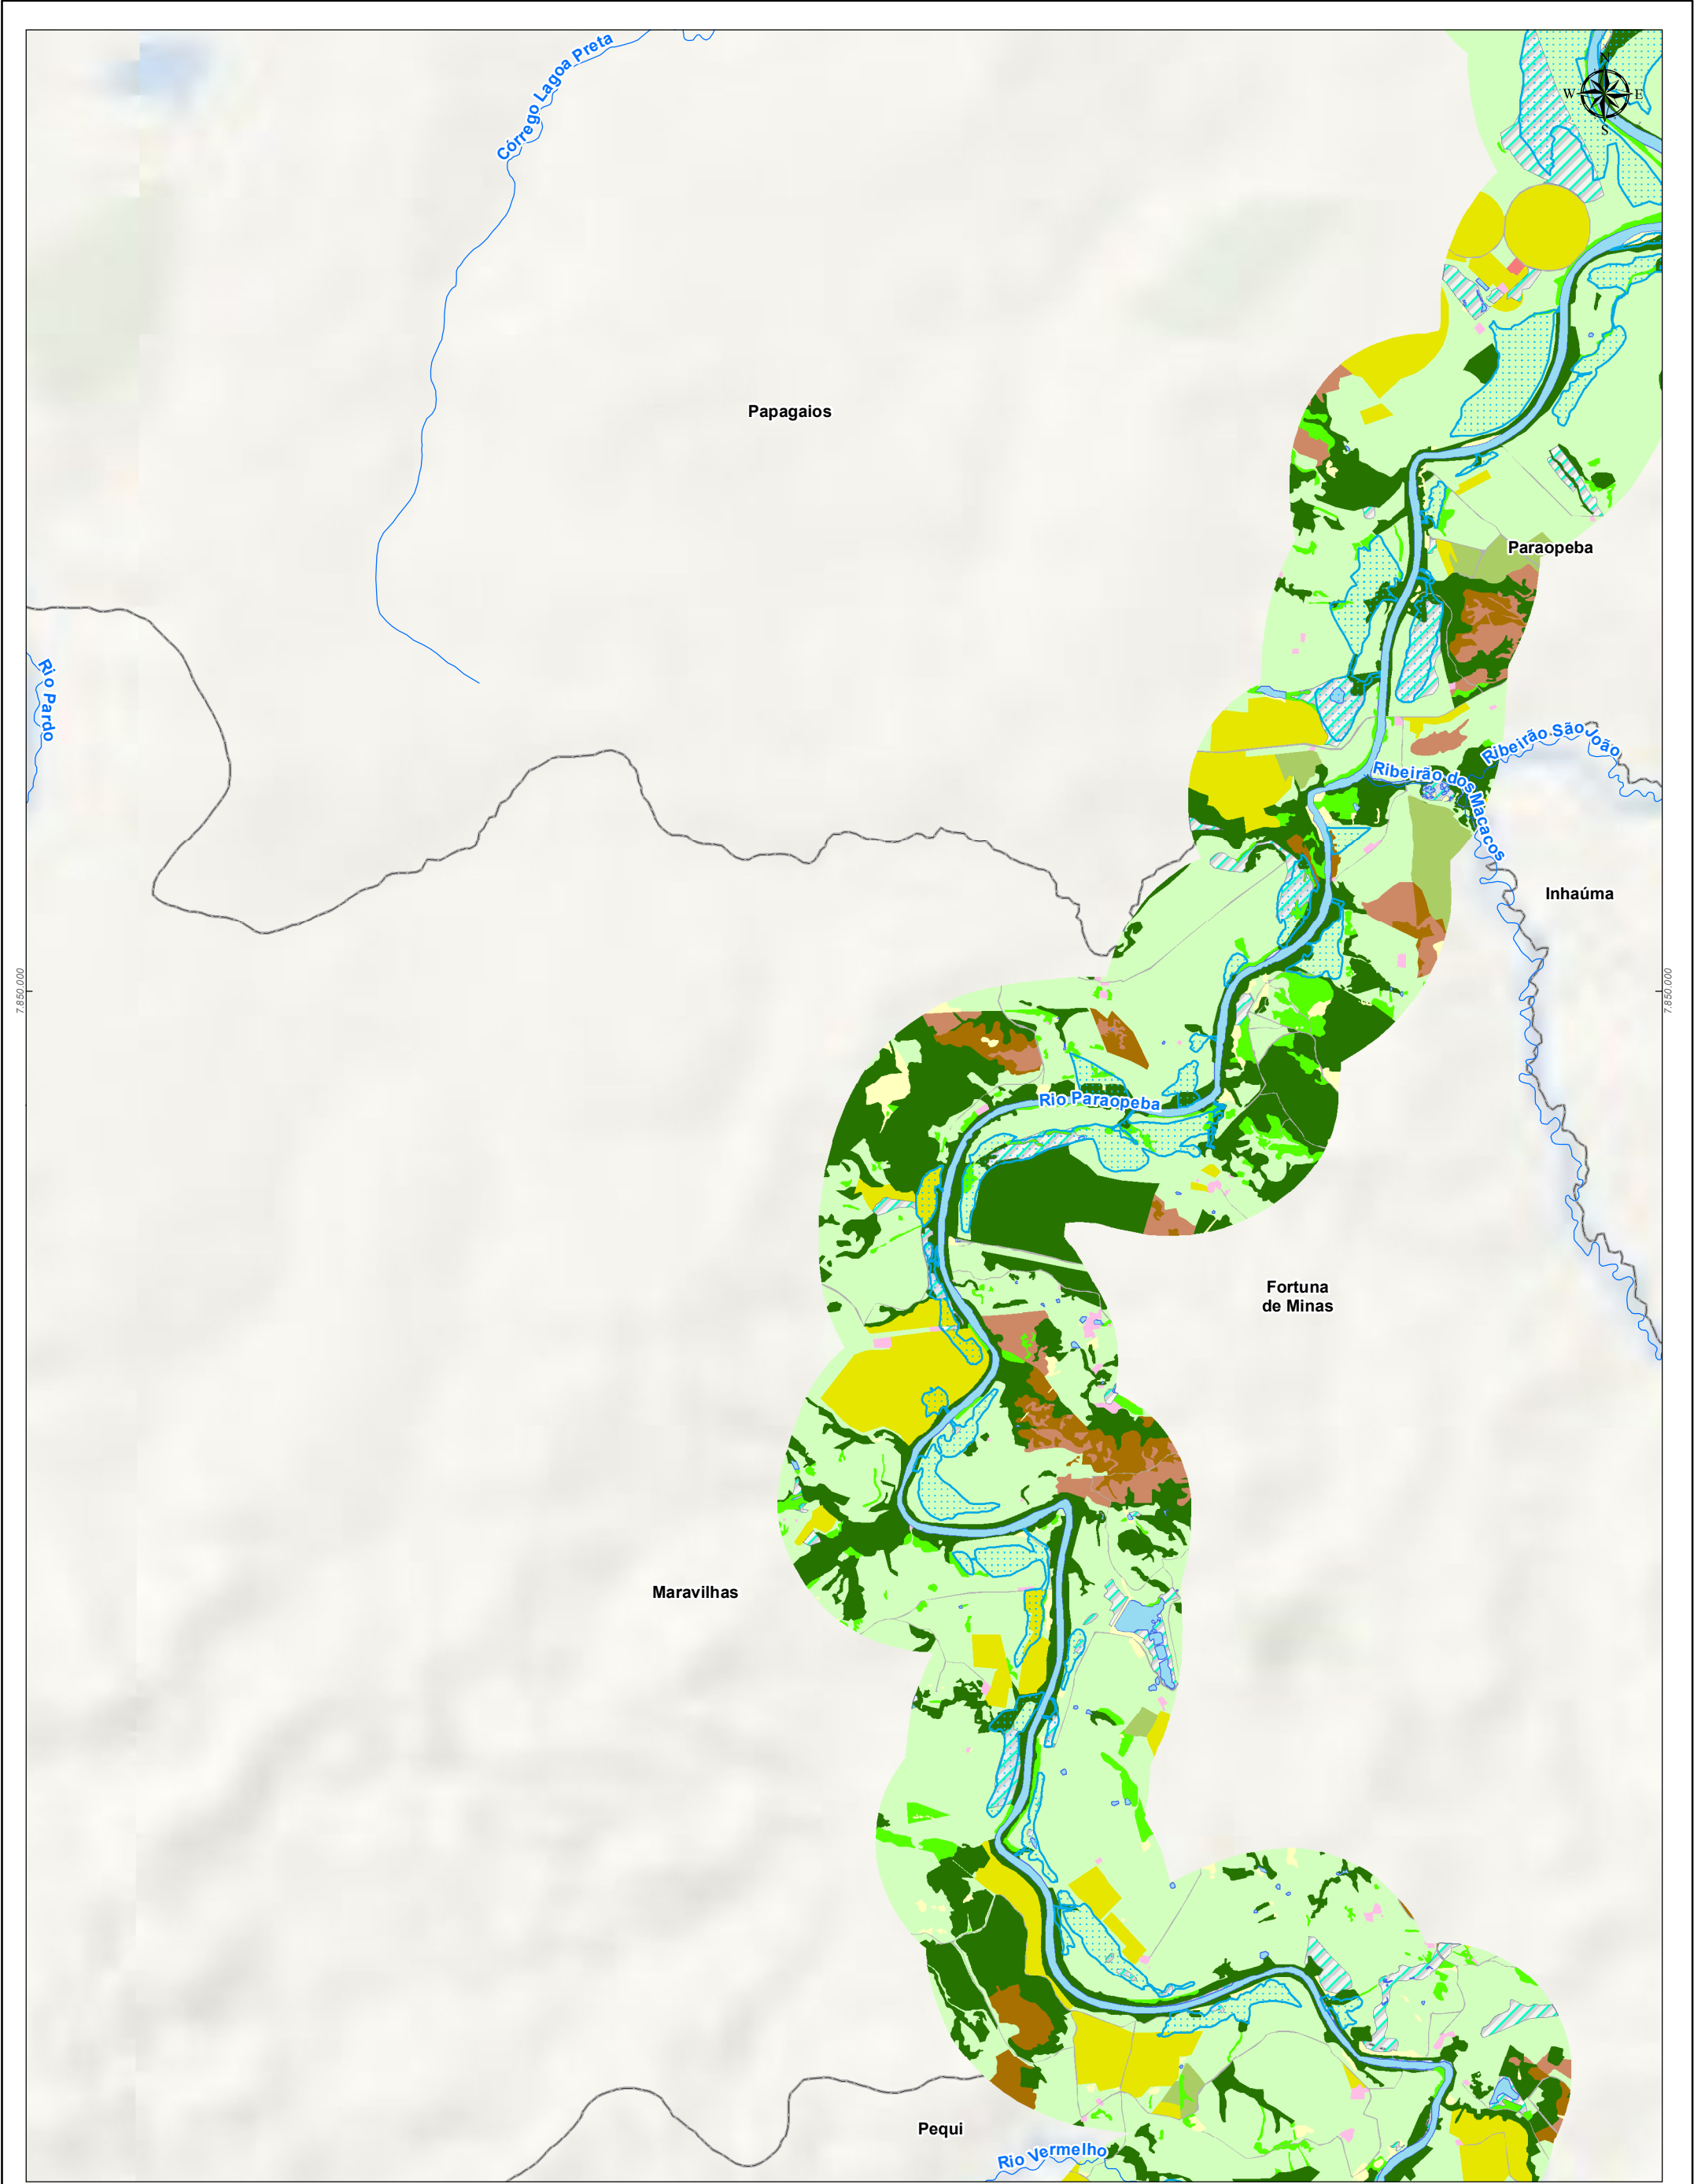 Córrego Lagoa Preta
N
W
E
S
Papagaios
Paraopeba
Rio Pardo
Ribeirão São João
Ribeirão dos Macacos
Inhaúma
7.850.000
7.850.000
Rio Paraopeba
Fortuna
de Minas
Maravilhas
Pequi
Rio Vermelho